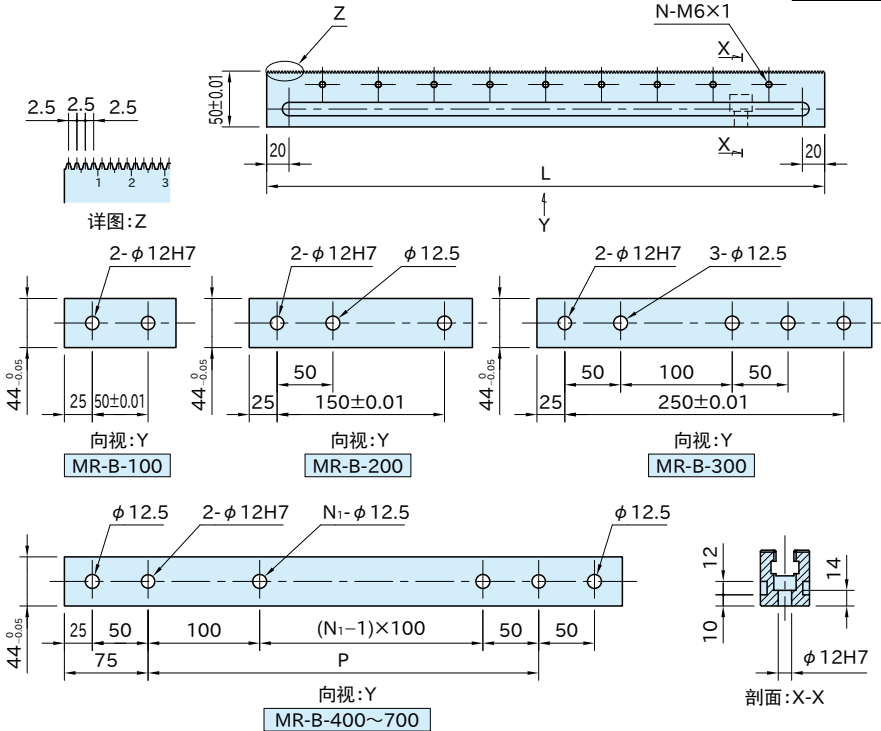 Z
N-M6×1
X
50±0.01
2.5 2.5 2.5
20
X
20
L
1 2 3
详图:Z
Y
2-φ12H7
2-φ12H7 φ12.5
2-φ12H7 3-φ12.5
44 0 -0.05
25 50±0.01
44 0 -0.05
50
25 150±0.01
44 0 -0.05
50 100 50
25 250±0.01
向视:Y
MR-B-100
向视:Y
MR-B-200
向视:Y
MR-B-300
φ12.5 2-φ12H7 N1-φ12.5 φ12.5
44 0 -0.05
25 50 100 (N1-1)×100 50 50
75 P
向视:Y
MR-B-400～700
12
14
10
φ12H7
剖面:X-X